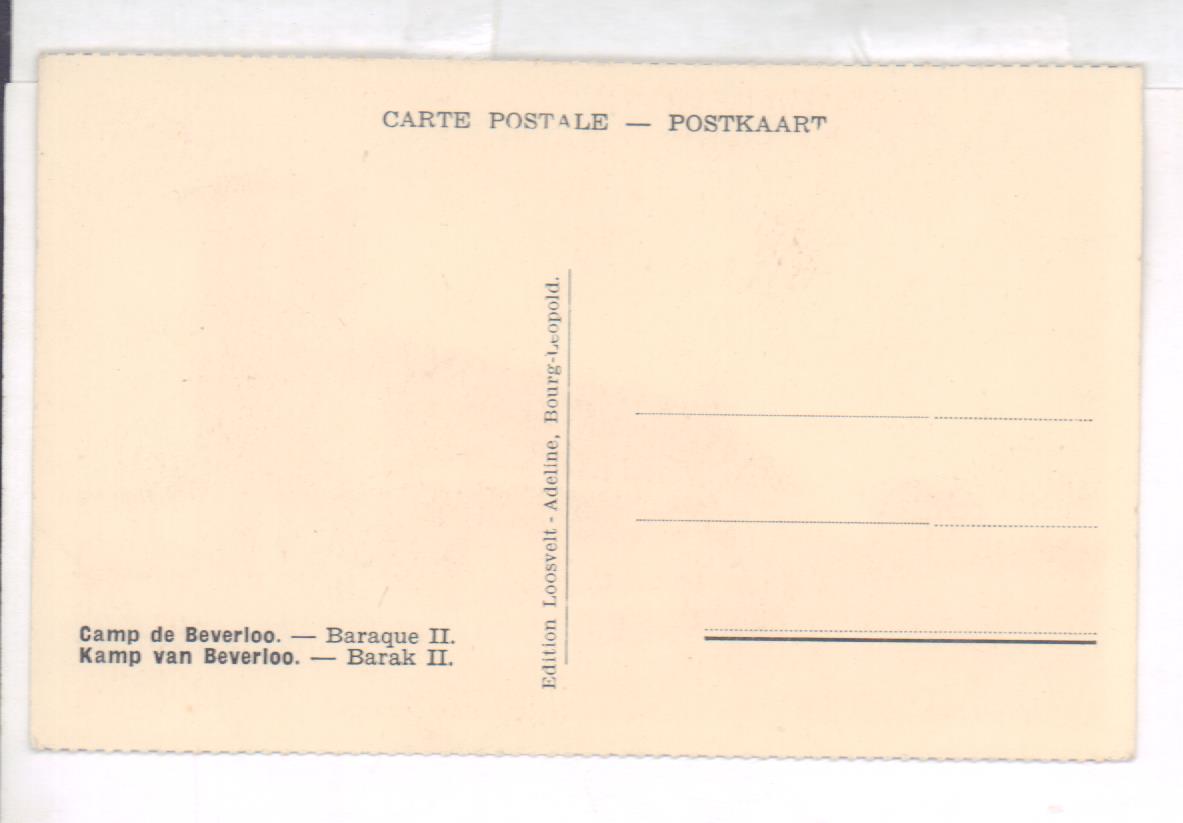 CARTE POSTALE — POSTKAART
Edition Loosvelt - Adeline, Bourg-Leopold.
Camp de Beverloo. — Baraque II.
Kamp van Beverloo. — Barak II.